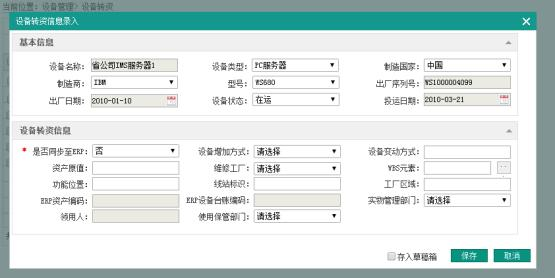 当前位置：设备管理> 设备转资
设备转资信息录入
基本信息
设备名称： 省公司IMS服务器1 设备类型： PC服务器 制造国家： 中国
制造商： IBM 型号： WS680 出厂序列号： WS1000004099
出厂日期： 2010-01-10 设备状态： 在运 投运日期： 2010-03-21
设备转资信息
* 是否同步至ERP： 否 设备增加方式： 请选择 设备变动方式：
资产原值： 维修工厂： 请选择 WBS元素：
功能位置： 线站标识： 工厂区域：
ERP资产编码： ERP设备台账编码： 实物管理部门： 请选择
领用人： 使用保管部门： 请选择
存入草稿箱 保存 取消